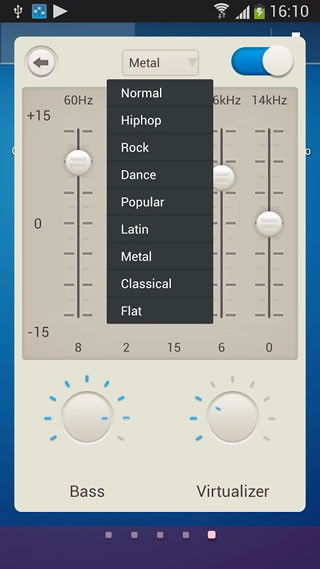 16:10
Metal
60Hz
6kHz 14kHz
+15
0
-15
Normal
Hiphop
Rock
Dance
Popular
Latin
Metal
Classical
Flat
8 2 15 6 0
Bass Virtualizer